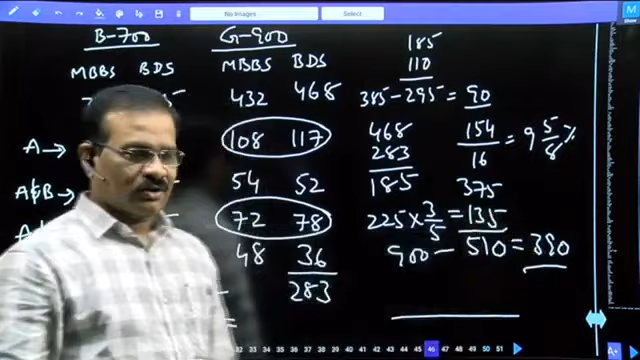 No Images Select
B-700 G-900 185
MBBS BDS MBBS BDS 110
432 468 385-295=90
A→ 108 117 468 154/16 = 9 5/8 %
283
A&B→ 54 52 185 375
72 78 225×3/5=135
48 36 900-510=390
283
=
32 33 34 35 36 37 38 39 40 41 42 43 44 45 46 47 48 49 50 51
A+